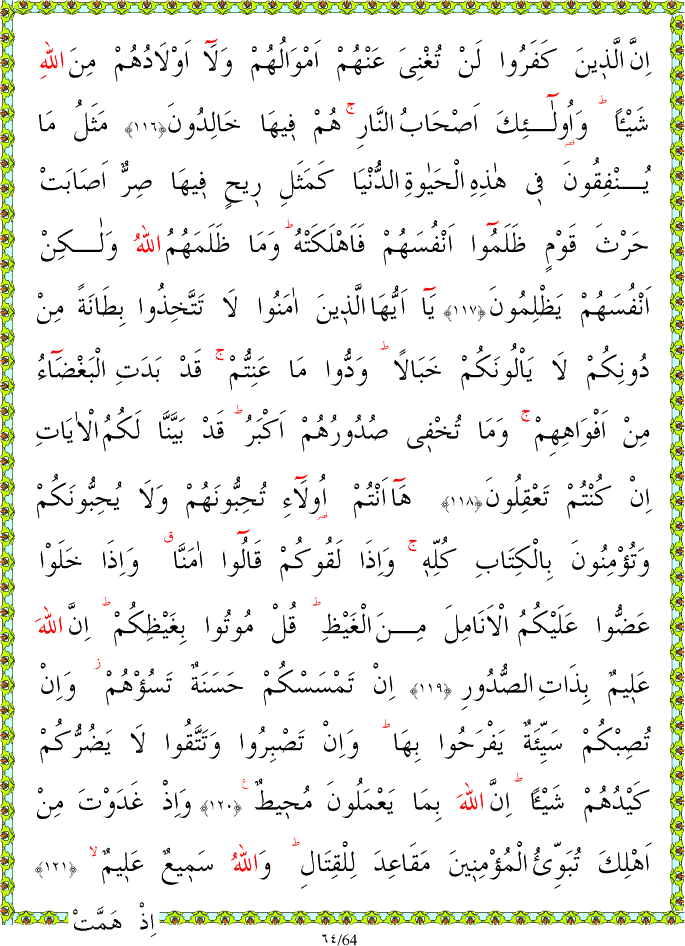 اِنَّ الَّذ۪ينَ كَفَرُوا لَنْ تُغْنِىَ عَنْهُمْ اَمْوَالُهُمْ وَلَٓا اَوْلَادُهُمْ مِنَ اللّٰهِ
شَيْـًٔا ۜ وَاُو۬لٰٓـئِكَ اَصْحَابُ النَّارِ ۚ هُمْ ف۪يهَا خَالِدُونَ ﴿١١٦﴾ مَثَلُ مَا
يُـنْفِقُونَ ف۪ى هٰذِهِ الْحَيٰوةِ الدُّنْيَا كَمَثَلِ ر۪يحٍ ف۪يهَا صِرٌّ اَصَابَتْ
حَرْثَ قَوْمٍ ظَلَمُٓوا اَنْفُسَهُمْ فَاَهْلَكَتْهُ ۜ وَمَا ظَلَمَهُمُ اللّٰهُ وَلٰـكِنْ
اَنْفُسَهُمْ يَظْلِمُونَ ﴿١١٧﴾ يَٓا اَيُّهَا الَّذ۪ينَ اٰمَنُوا لَا تَتَّخِذُوا بِطَانَةً مِنْ
دُونِكُمْ لَا يَاْلُونَكُمْ خَبَالًا ۜ وَدُّوا مَا عَنِتُّمْ ۚ قَدْ بَدَتِ الْبَغْضَٓاءُ
مِنْ اَفْوَاهِهِمْ ۚ وَمَا تُخْف۪ى صُدُورُهُمْ اَكْبَرُ ۜ قَدْ بَيَّنَّا لَكُمُ الْاٰيَاتِ
اِنْ كُنْتُمْ تَعْقِلُونَ ﴿١١٨﴾ هَٓا اَنْتُمْ اُو۬لَٓاءِ تُحِبُّونَهُمْ وَلَا يُحِبُّونَكُمْ
وَتُؤْمِنُونَ بِالْكِتَابِ كُلِّه۪ ۚ وَاِذَا لَقُوكُمْ قَالُٓوا اٰمَنَّا ۗ وَاِذَا خَلَوْا
عَضُّوا عَلَيْكُمُ الْاَنَامِلَ مِـنَ الْغَيْظِ ۜ قُلْ مُوتُوا بِغَيْظِكُمْ ۜ اِنَّ اللّٰهَ
عَل۪يمٌ بِذَاتِ الصُّدُورِ ﴿١١٩﴾ اِنْ تَمْسَسْكُمْ حَسَنَةٌ تَسُؤْهُمْ ۘ وَاِنْ
تُصِبْكُمْ سَيِّئَةٌ يَفْرَحُوا بِهَا ۜ وَاِنْ تَصْبِرُوا وَتَتَّقُوا لَا يَضُرُّكُمْ
كَيْدُهُمْ شَيْـًٔا ۜ اِنَّ اللّٰهَ بِمَا يَعْمَلُونَ مُح۪يطٌ ۟ ﴿١٢٠﴾ وَاِذْ غَدَوْتَ مِنْ
اَهْلِكَ تُبَوِّئُ الْمُؤْمِن۪ينَ مَقَاعِدَ لِلْقِتَالِ ۜ وَاللّٰهُ سَم۪يعٌ عَل۪يمٌ ۙ ﴿١٢١﴾
اِذْ هَمَّتْ
٦٤/64